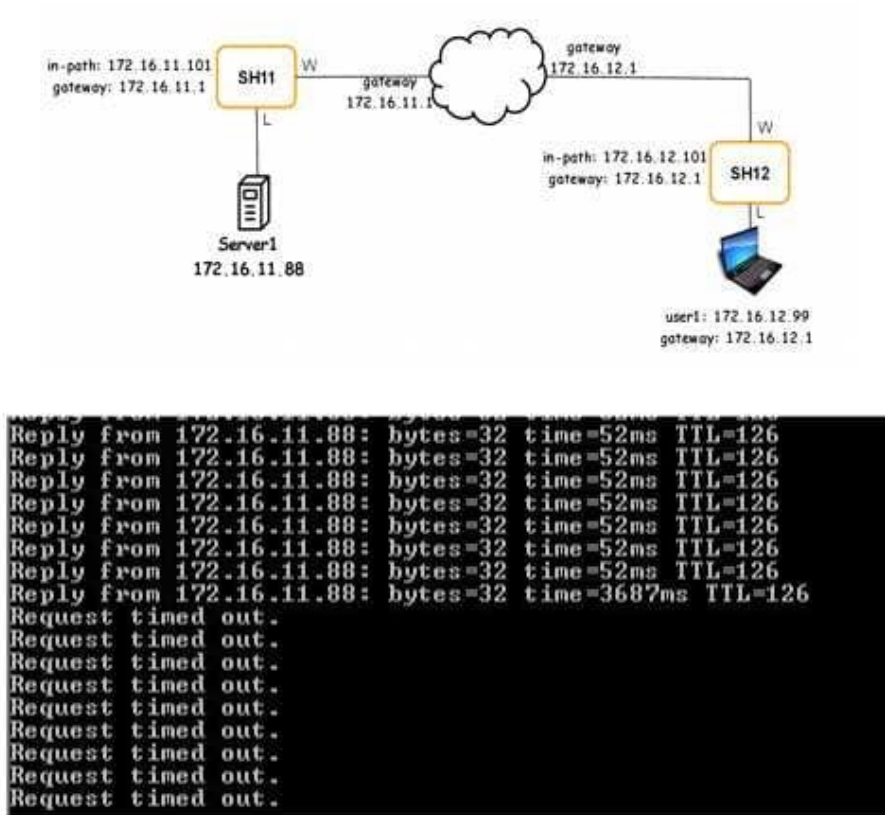 in-path: 172.16.11.101
gateway: 172.16.11.1
SH11
W
L
gateway
172.16.11.1
gateway
172.16.12.1
W
in-path: 172.16.12.101
gateway: 172.16.12.1
SH12
L
Server1
172.16.11.88
user1: 172.16.12.99
gateway: 172.16.12.1
Reply from 172.16.11.88: bytes=32 time=52ms TTL=126
Reply from 172.16.11.88: bytes=32 time=52ms TTL=126
Reply from 172.16.11.88: bytes=32 time=52ms TTL=126
Reply from 172.16.11.88: bytes=32 time=52ms TTL=126
Reply from 172.16.11.88: bytes=32 time=52ms TTL=126
Reply from 172.16.11.88: bytes=32 time=52ms TTL=126
Reply from 172.16.11.88: bytes=32 time=52ms TTL=126
Reply from 172.16.11.88: bytes=32 time=3687ms TTL=126
Request timed out.
Request timed out.
Request timed out.
Request timed out.
Request timed out.
Request timed out.
Request timed out.
Request timed out.
Request timed out.